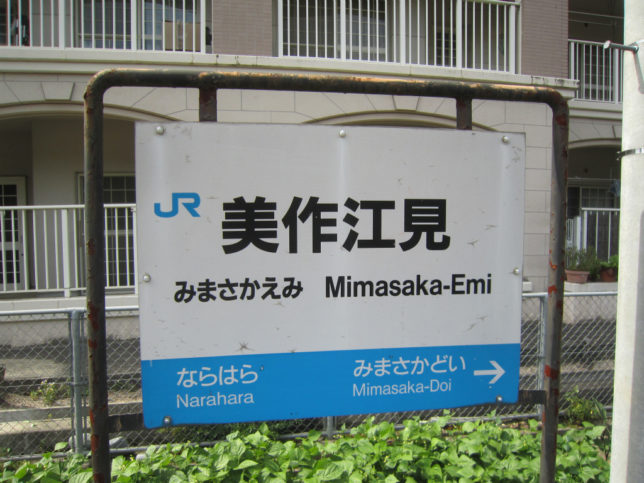 JR 美作江見
みまさかえみ Mimasaka-Emi
ならはら みまさかどい →
Narahara Mimasaka-Doi